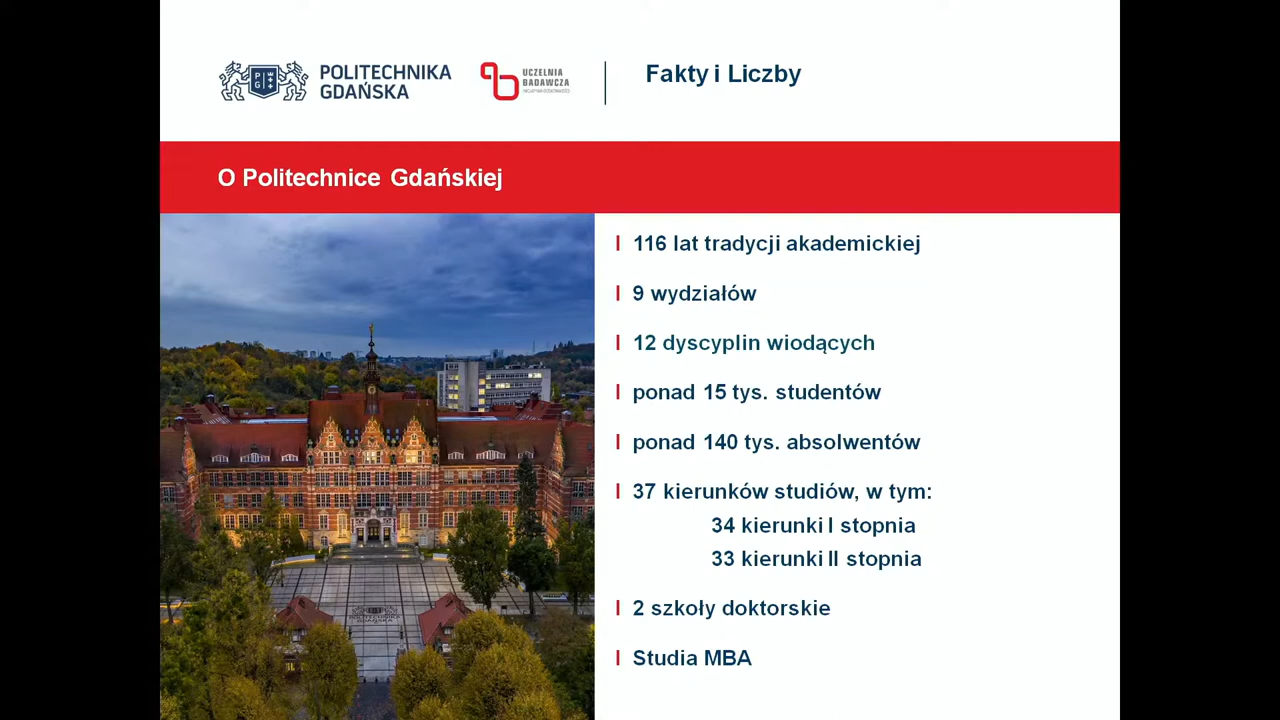 POLITECHNIKA
GDAŃSKA
UCZELNIA
BADAWCZA
Fakty i Liczby
O Politechnice Gdańskiej
116 lat tradycji akademickiej
9 wydziałów
12 dyscyplin wiodących
ponad 15 tys. studentów
ponad 140 tys. absolwentów
37 kierunków studiów, w tym:
34 kierunki I stopnia
33 kierunki II stopnia
2 szkoły doktorskie
Studia MBA
POLITECHNIKA
GDAŃSKA